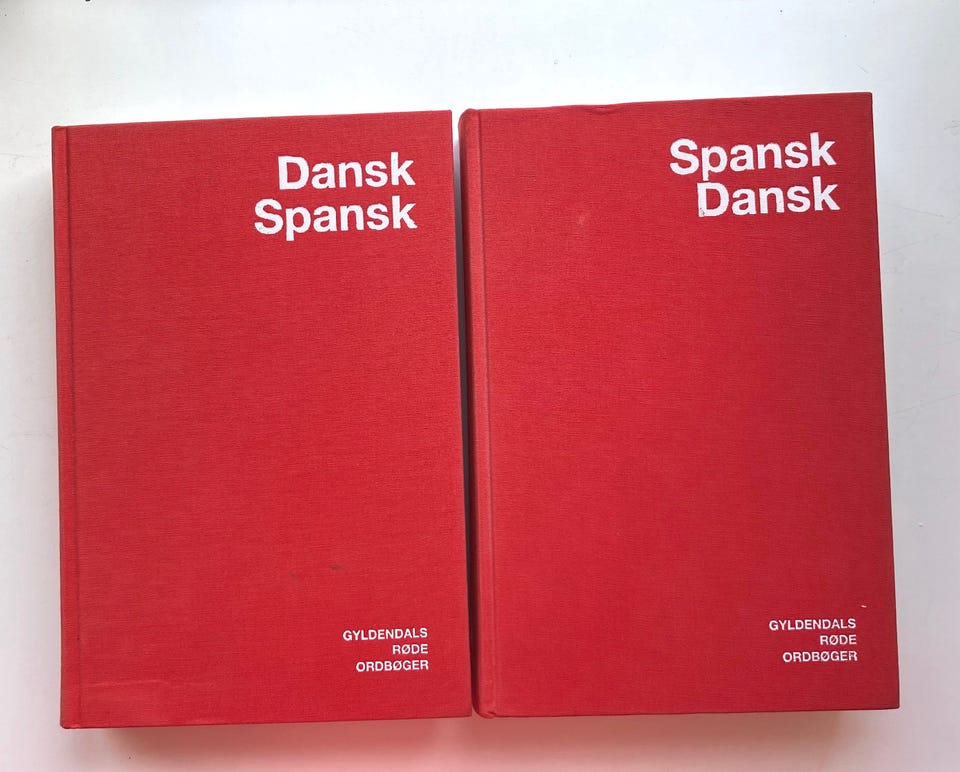 Dansk
Spansk
GYLDENDALS
RØDE
ORDBØGER
Spansk
Dansk
GYLDENDALS
RØDE
ORDBØGER